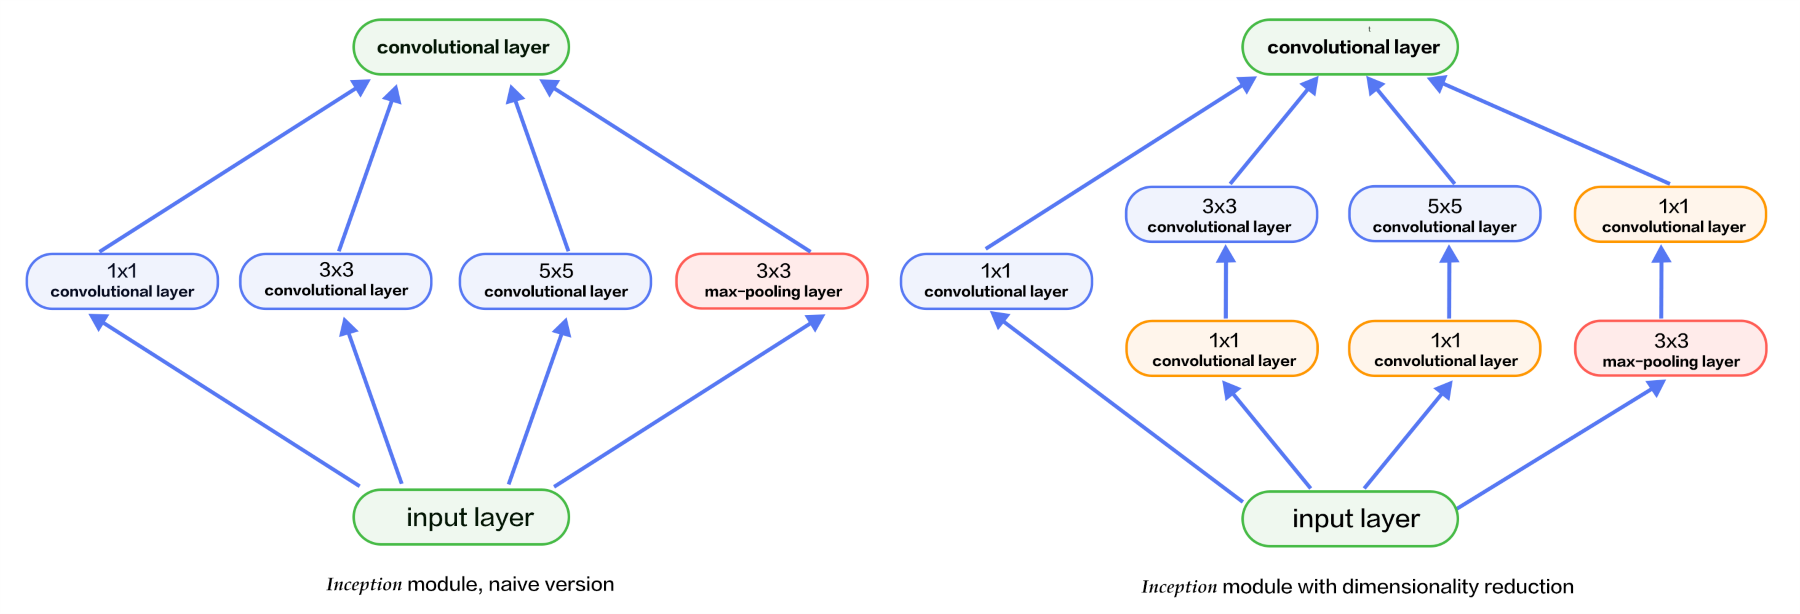 convolutional layer
1x1
convolutional layer
3x3
convolutional layer
5x5
convolutional layer
3x3
max-pooling layer
input layer
Inception module, naive version
convolutional layer
3x3
convolutional layer
5x5
convolutional layer
1x1
convolutional layer
1x1
convolutional layer
1x1
convolutional layer
1x1
convolutional layer
3x3
max-pooling layer
input layer
Inception module with dimensionality reduction